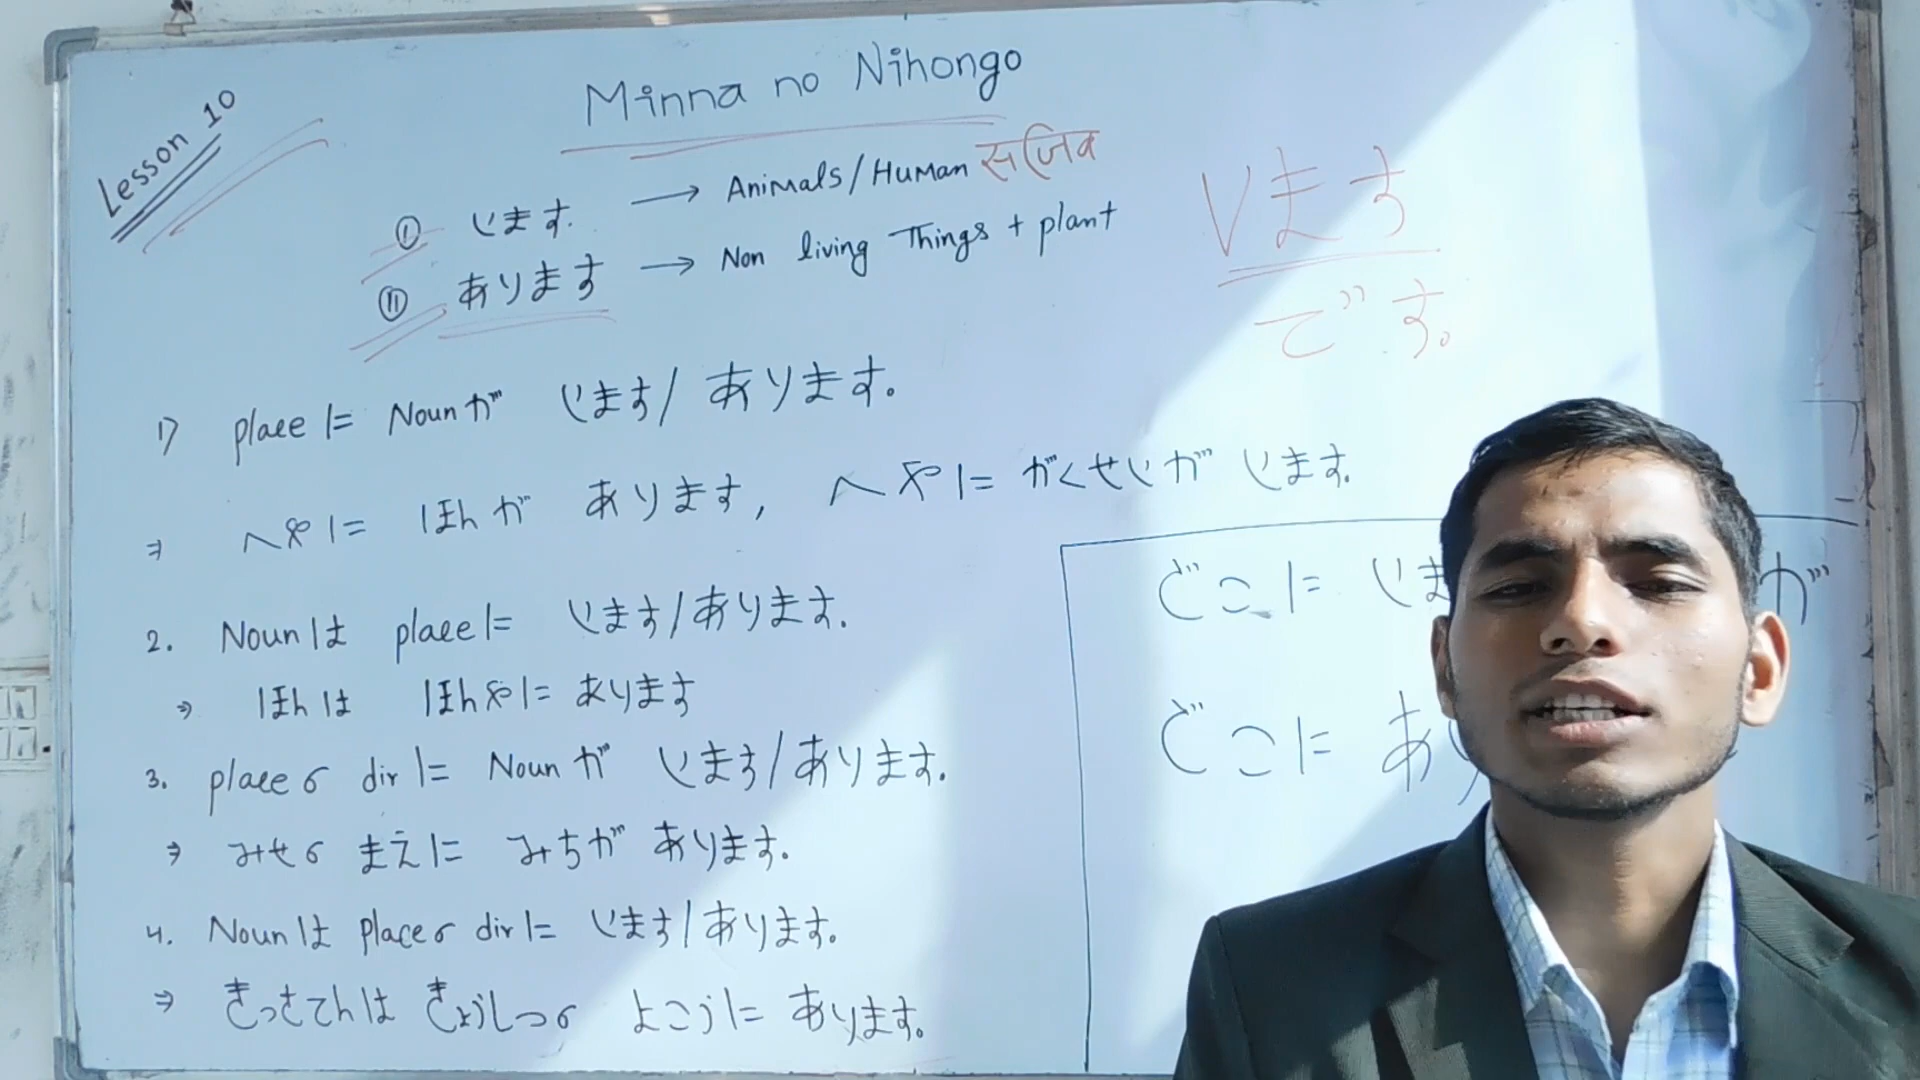 Lesson 10
Minna no Nihongo
① います. → Animals/Human सजिव
② あります → Non living Things + plant
Vます
です。
1) place に Noun が います/ あります。
⇒ へやに ほんが あります, へやに がくせいが います.
2. Noun は place に います/あります.
⇒ ほんは ほんやに あります
3. place の dir に Noun が います/あります.
⇒ みせの まえに みちが あります.
4. Noun は place の dir に います/あります。
⇒ きっさてんは きょうしつの よこうに あります。
どこに いま が
どこに あ